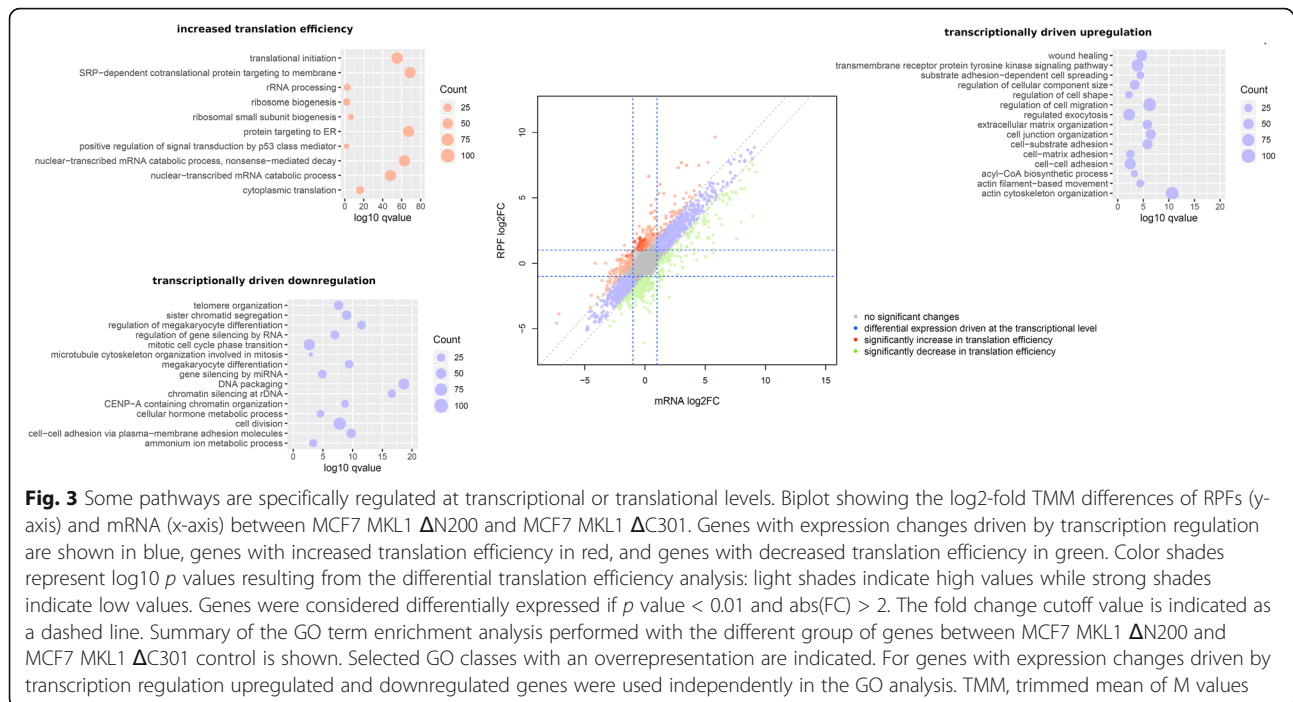 increased translation efficiency
translational initiation
SRP-dependent cotranslational protein targeting to membrane
rRNA processing
ribosome biogenesis
ribosomal small subunit biogenesis
protein targeting to ER
positive regulation of signal transduction by p53 class mediator
nuclear-transcribed mRNA catabolic process, nonsense-mediated decay
nuclear-transcribed mRNA catabolic process
cytoplasmic translation
0 20 40 60 80
log10 qvalue
Count
25
50
75
100
transcriptionally driven downregulation
telomere organization
sister chromatid segregation
regulation of megakaryocyte differentiation
regulation of gene silencing by RNA
mitotic cell cycle phase transition
microtubule cytoskeleton organization involved in mitosis
megakaryocyte differentiation
gene silencing by miRNA
DNA packaging
chromatin silencing at rDNA
CENP-A containing chromatin organization
cellular hormone metabolic process
cell division
cell-cell adhesion via plasma-membrane adhesion molecules
ammonium ion metabolic process
0 5 10 15 20
log10 qvalue
Count
25
50
75
100
RPF log2FC
10
5
0
−5
−5 0 5 10 15
mRNA log2FC
transcriptionally driven upregulation
wound healing
transmembrane receptor protein tyrosine kinase signaling pathway
substrate adhesion-dependent cell spreading
regulation of cellular component size
regulation of cell shape
regulation of cell migration
regulated exocytosis
extracellular matrix organization
cell junction organization
cell-substrate adhesion
cell-matrix adhesion
cell-cell adhesion
acyl-CoA biosynthetic process
actin filament-based movement
actin cytoskeleton organization
0 5 10 15 20
log10 qvalue
Count
25
50
75
100
no significant changes
differential expression driven at the transcriptional level
significantly increase in translation efficiency
significantly decrease in translation efficiency
Fig. 3 Some pathways are specifically regulated at transcriptional or translational levels. Biplot showing the log2-fold TMM differences of RPFs (y-
axis) and mRNA (x-axis) between MCF7 MKL1 ΔN200 and MCF7 MKL1 ΔC301. Genes with expression changes driven by transcription regulation
are shown in blue, genes with increased translation efficiency in red, and genes with decreased translation efficiency in green. Color shades
represent log10 p values resulting from the differential translation efficiency analysis: light shades indicate high values while strong shades
indicate low values. Genes were considered differentially expressed if p value < 0.01 and abs(FC) > 2. The fold change cutoff value is indicated as
a dashed line. Summary of the GO term enrichment analysis performed with the different group of genes between MCF7 MKL1 ΔN200 and
MCF7 MKL1 ΔC301 control is shown. Selected GO classes with an overrepresentation are indicated. For genes with expression changes driven by
transcription regulation upregulated and downregulated genes were used independently in the GO analysis. TMM, trimmed mean of M values